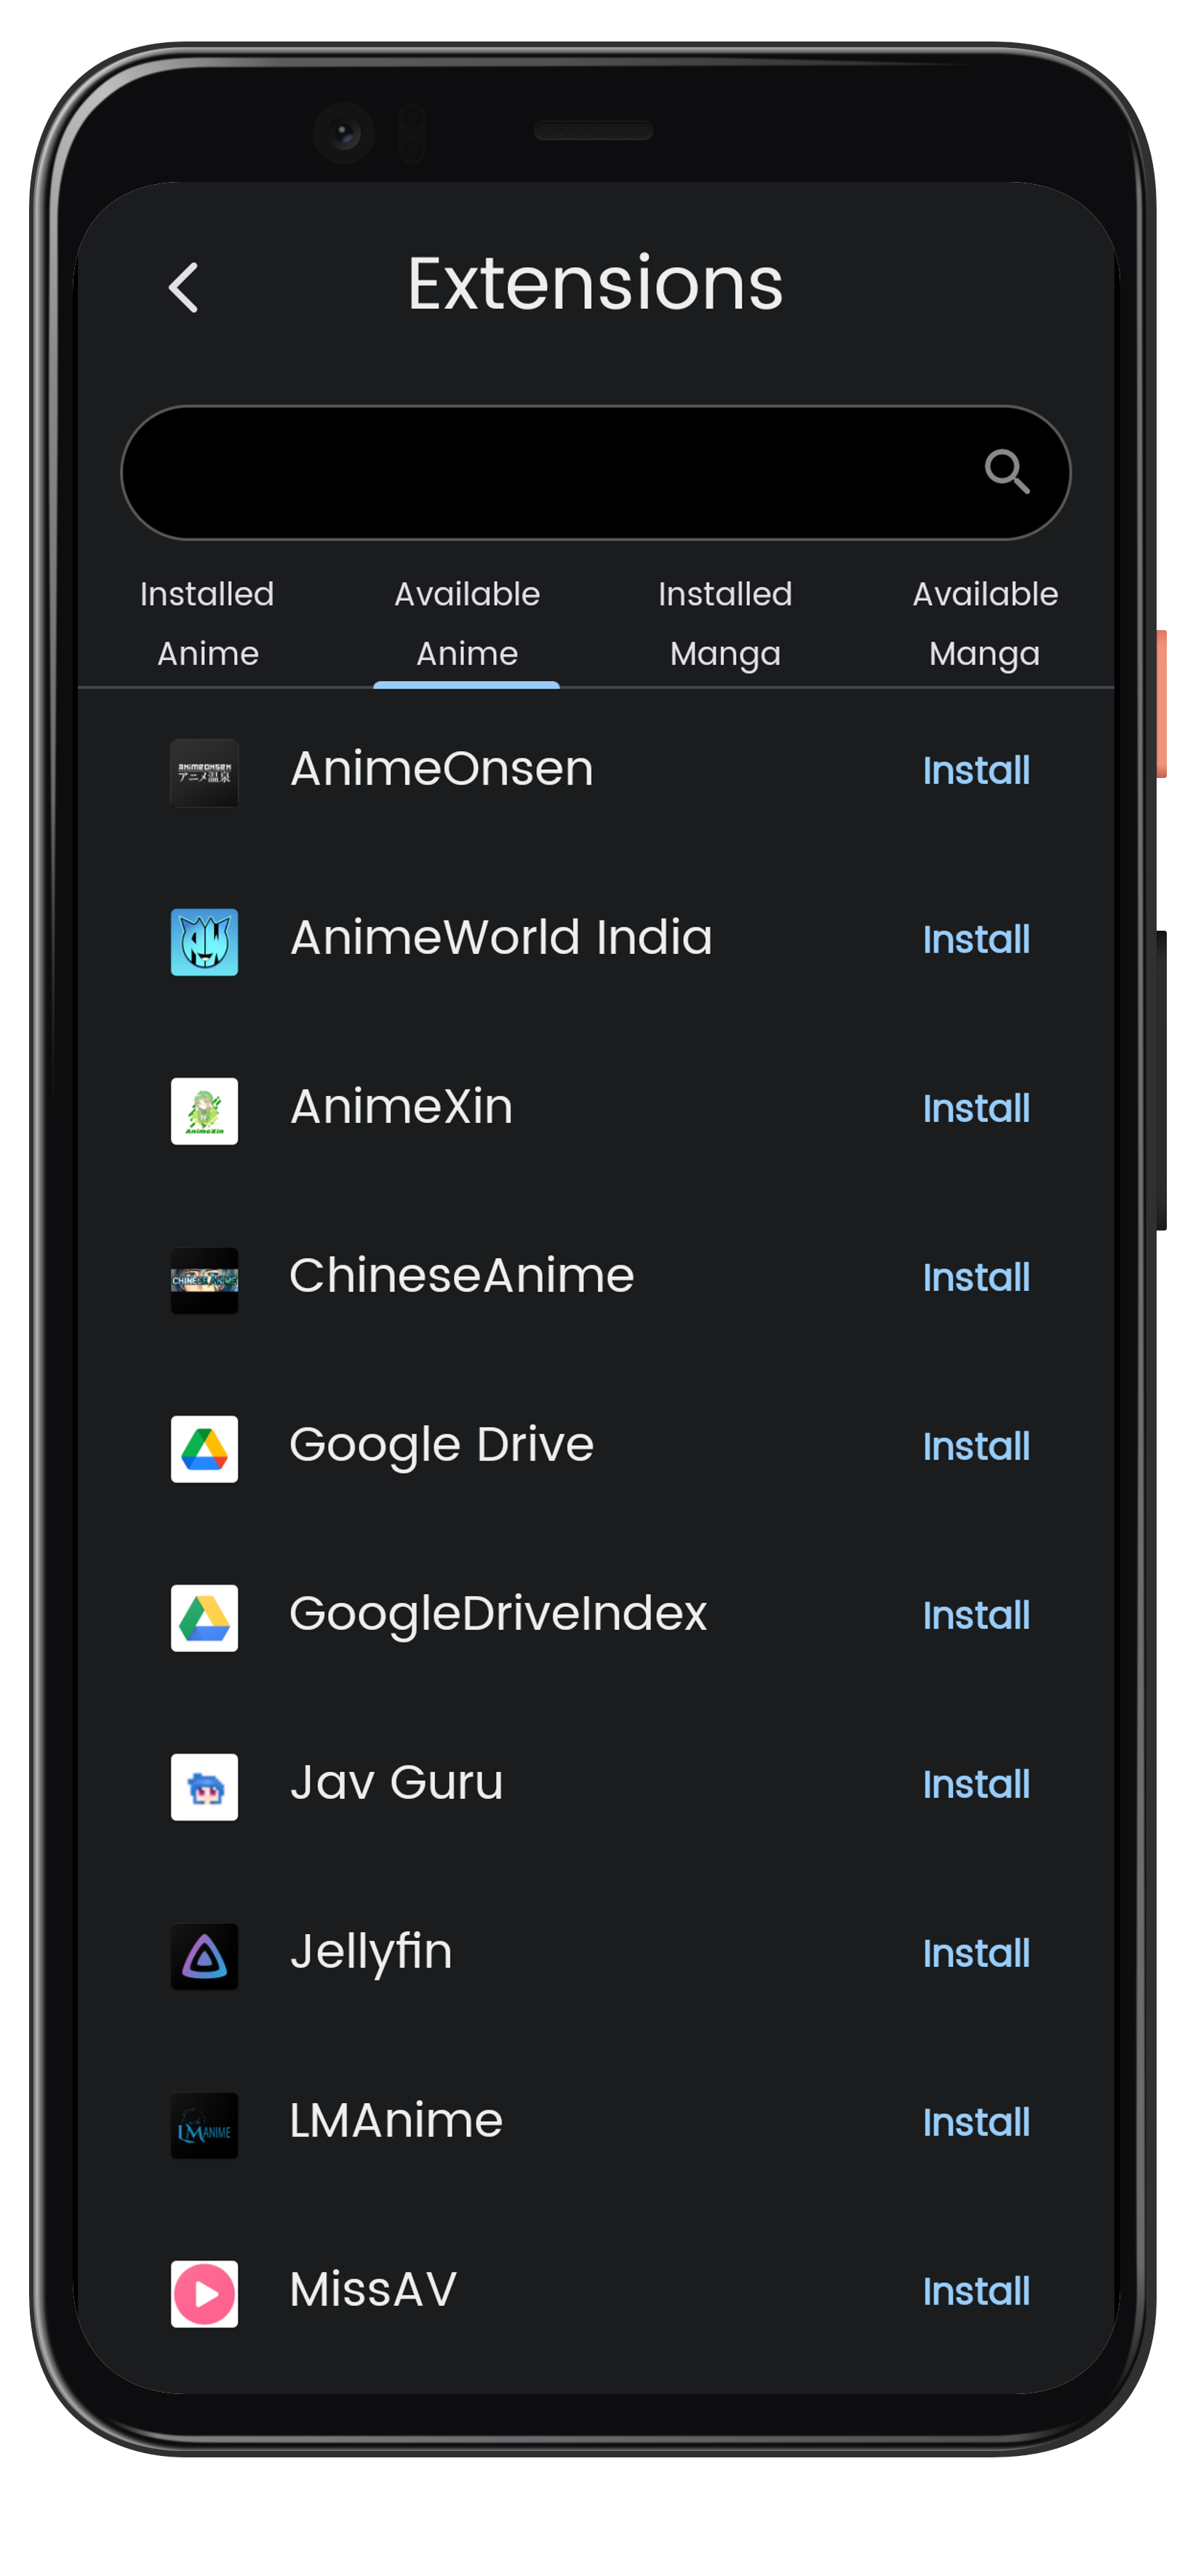 Extensions
Installed Anime
Available Anime
Installed Manga
Available Manga
ANIMEONSEN
アニメ温泉
AnimeOnsen
Install
AnimeWorld India
Install
AnimeXin
AnimeXin
Install
CHINESE ANIME
ChineseAnime
Install
Google Drive
Install
GoogleDriveIndex
Install
Jav Guru
Install
Jellyfin
Install
LMANIME
LMAnime
Install
MissAV
Install